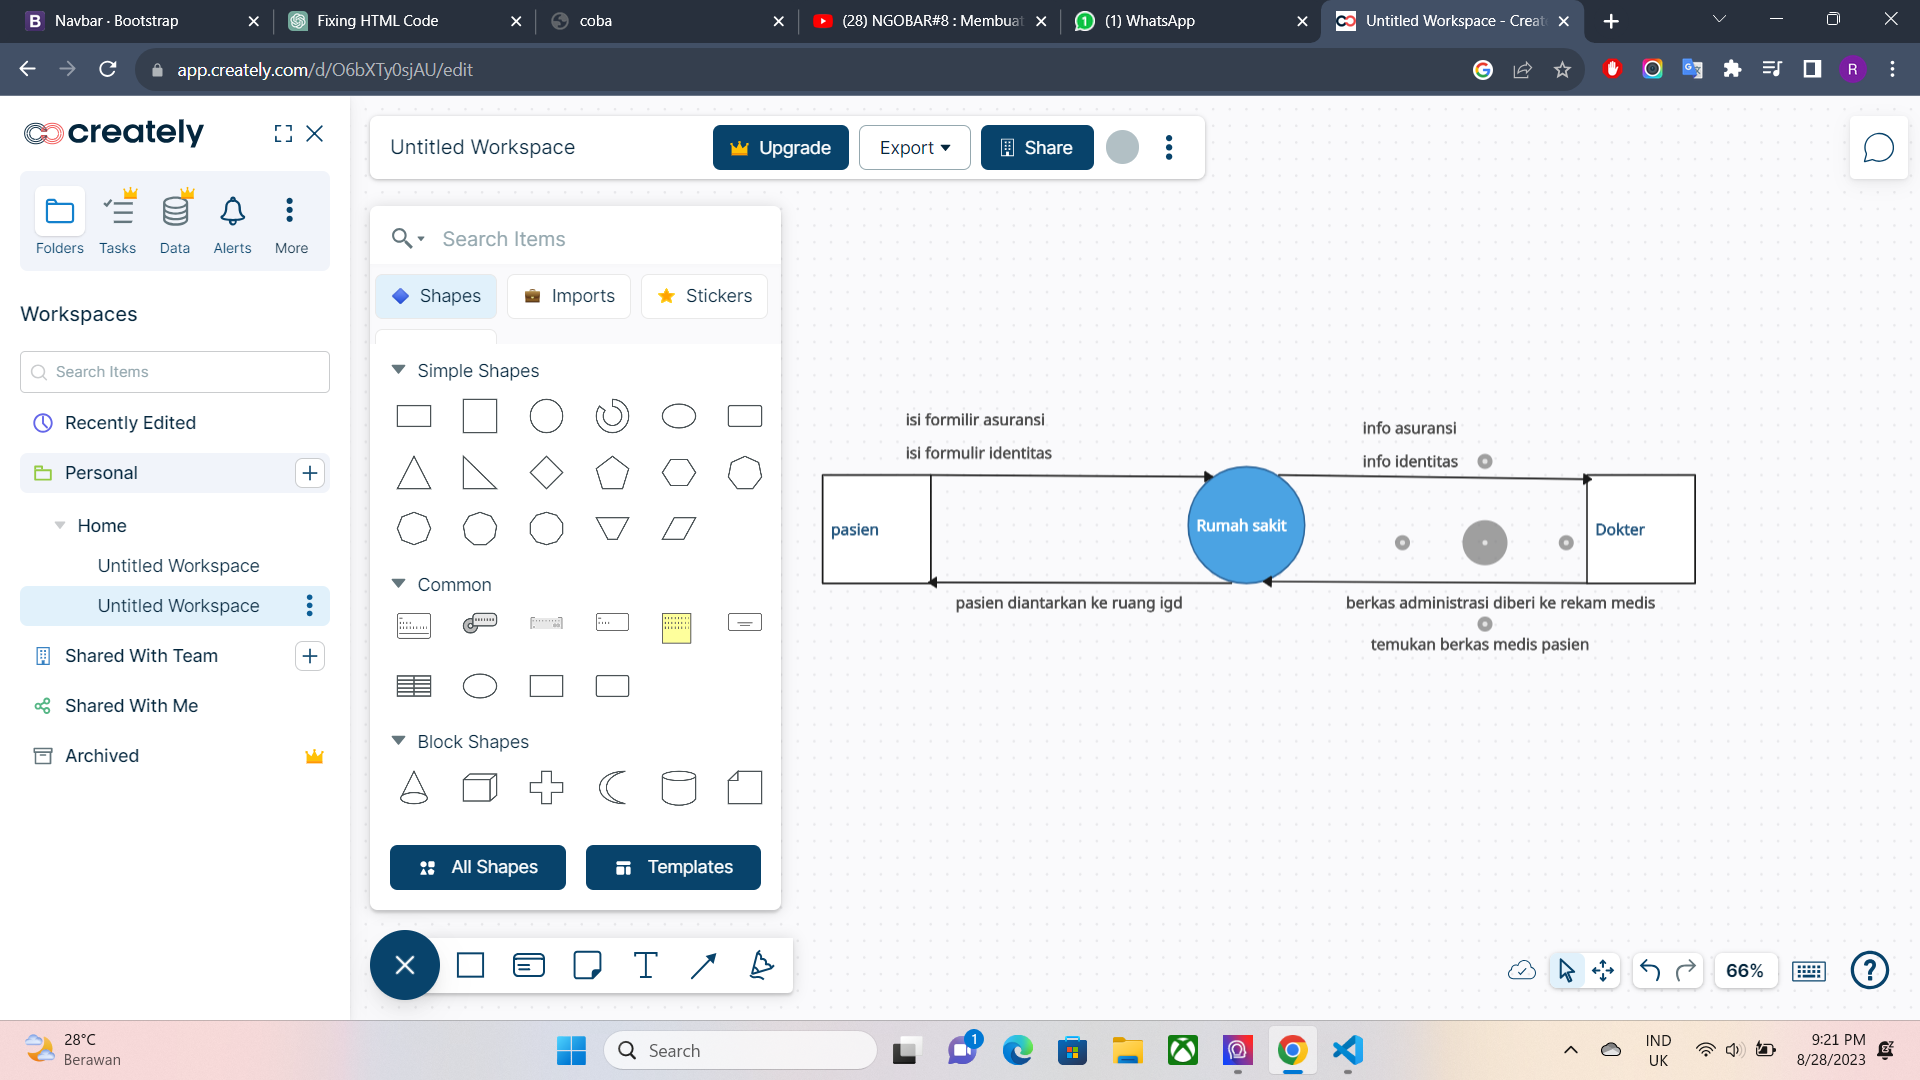 Navbar · Bootstrap
Fixing HTML Code
coba
(28) NGOBAR#8 : Membuat
(1) WhatsApp
Untitled Workspace - Creat
app.creately.com/d/O6bXTy0sjAU/edit
R
creately
Untitled Workspace
Upgrade
Export
Share
Folders
Tasks
Data
Alerts
More
Search Items
Shapes
Imports
Stickers
Workspaces
Search Items
Recently Edited
Personal
Home
Untitled Workspace
Untitled Workspace
Shared With Team
Shared With Me
Archived
Simple Shapes
Common
Block Shapes
All Shapes
Templates
isi formilir asuransi
isi formulir identitas
info asuransi
info identitas
pasien
Rumah sakit
Dokter
pasien diantarkan ke ruang igd
berkas administrasi diberi ke rekam medis
temukan berkas medis pasien
T
66%
?
28°C
Berawan
Search
1
IND
UK
9:21 PM
8/28/2023